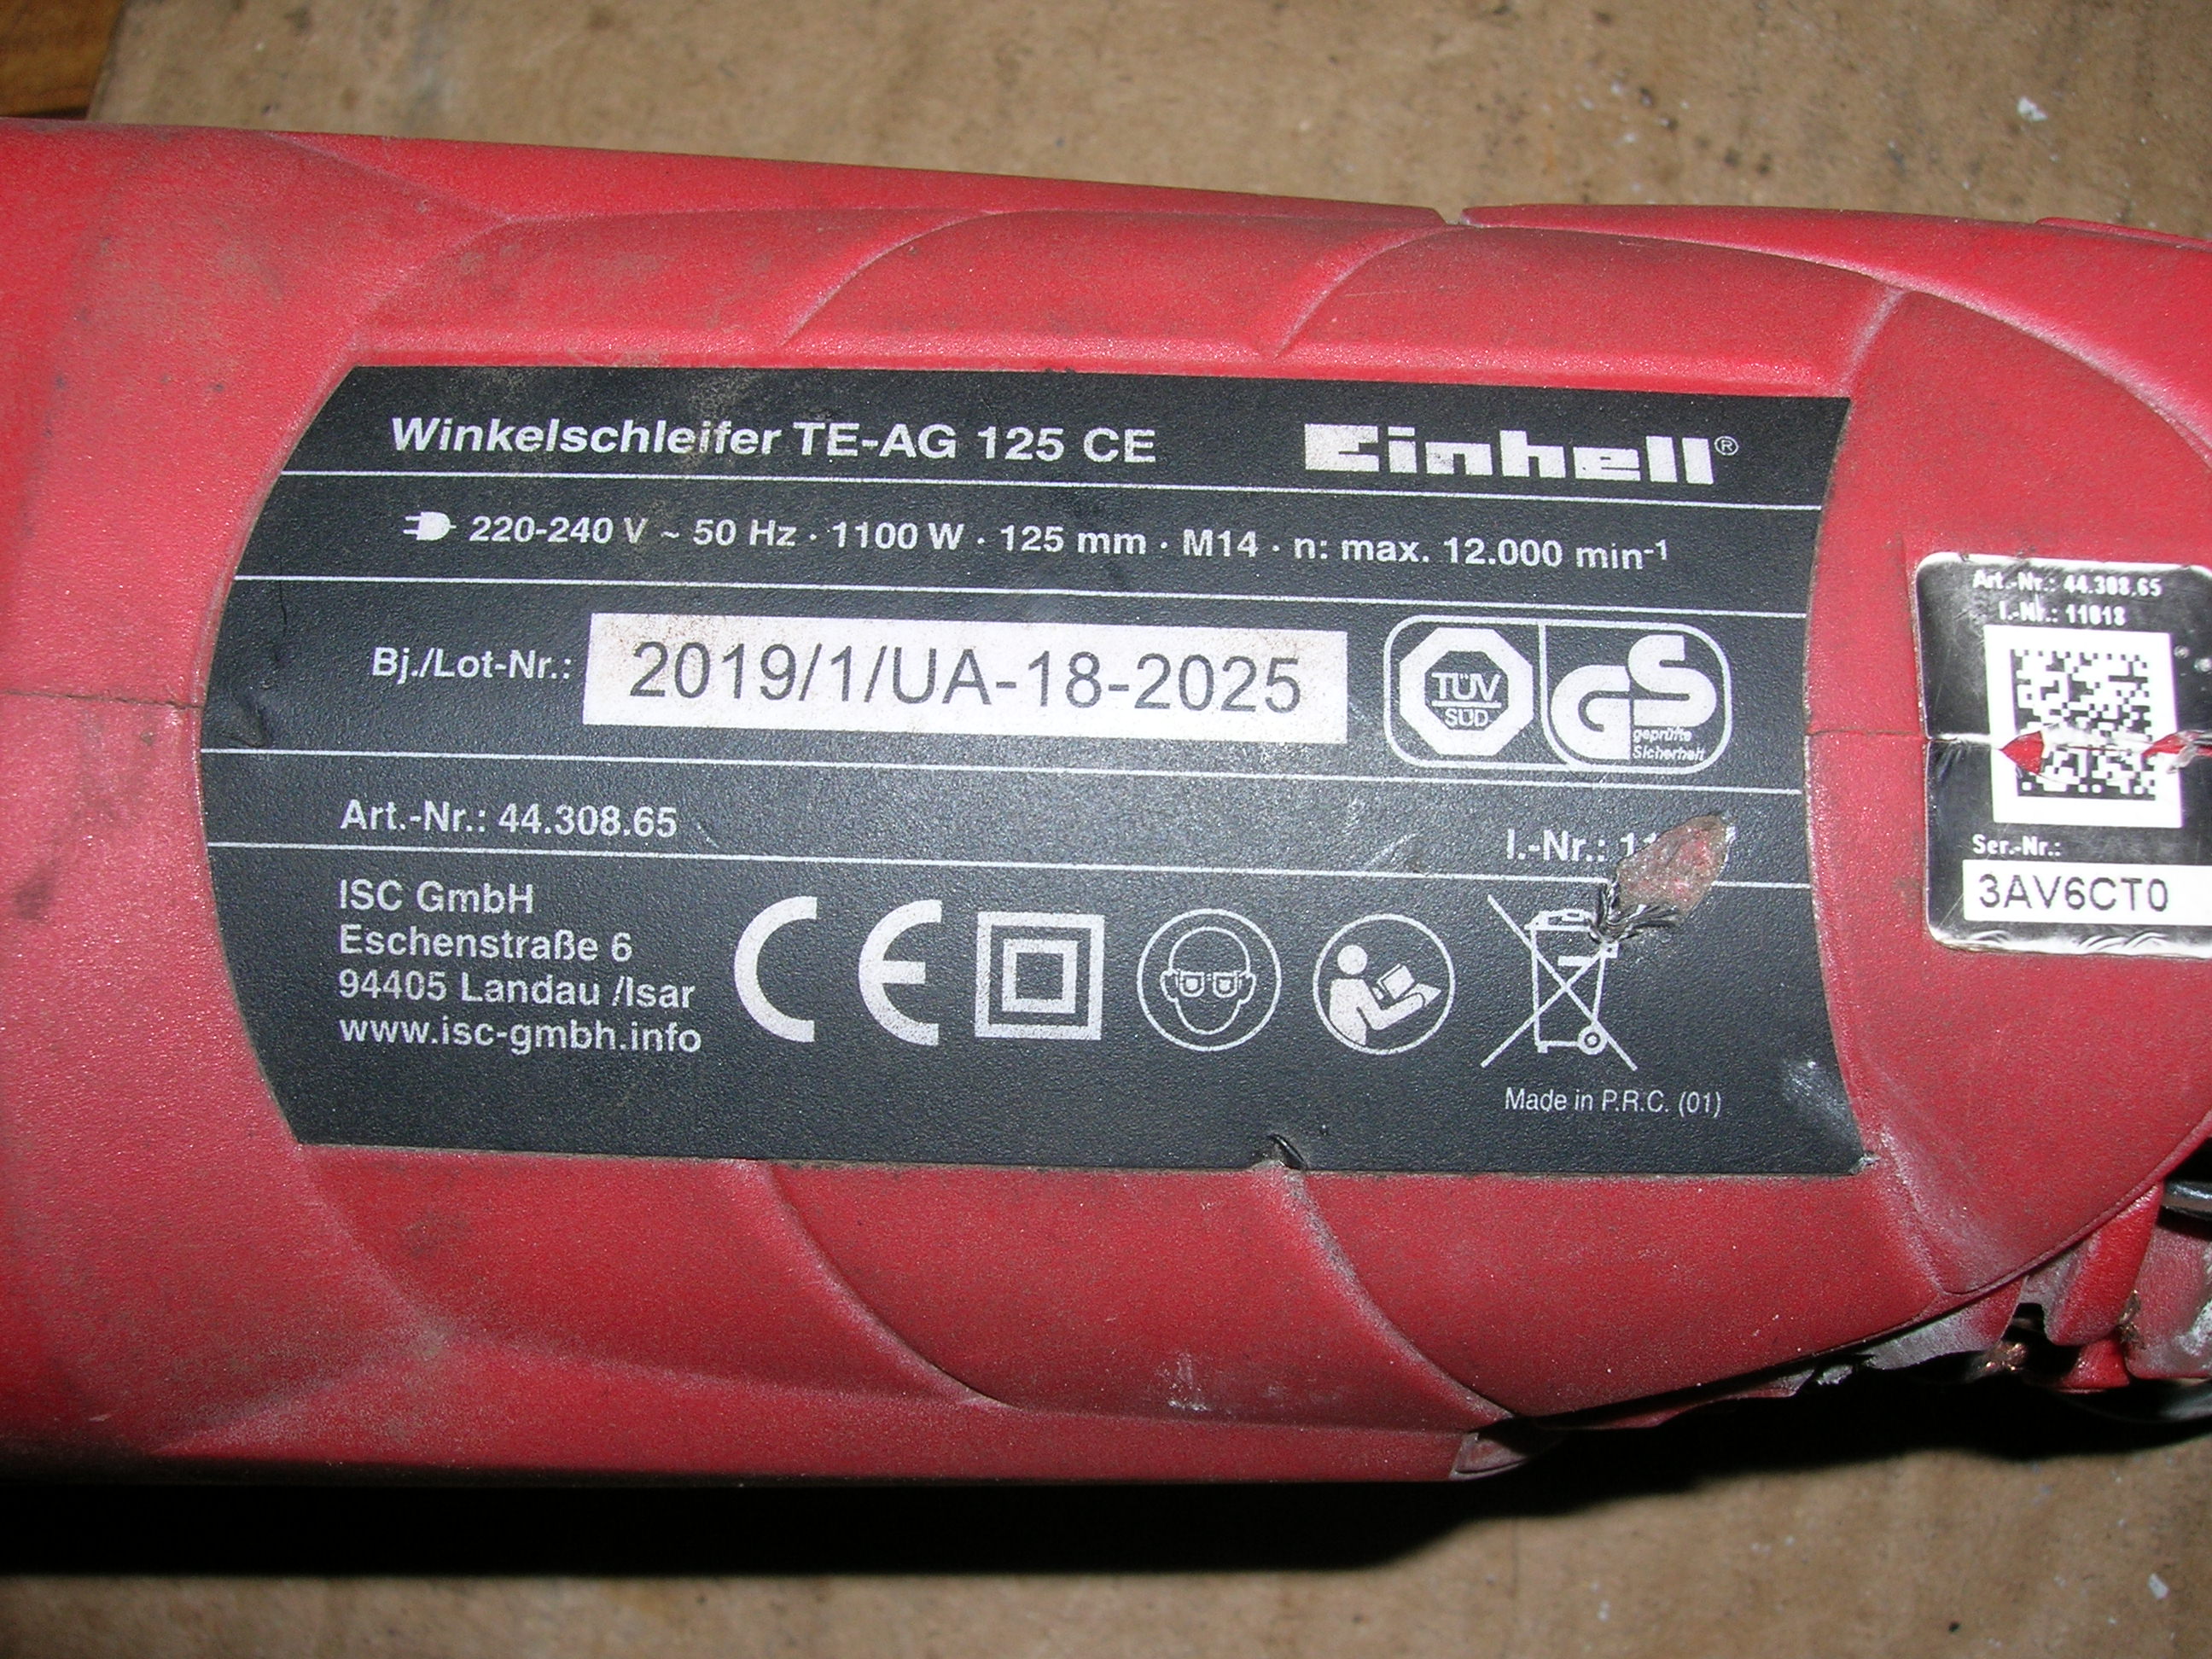 Winkelschleifer TE-AG 125 CE
Einhell®
220-240 V ~ 50 Hz · 1100 W · 125 mm · M14 · n: max. 12.000 min-1
Bj./Lot-Nr.: 2019/1/UA-18-2025
TÜV
SÜD
GS
geprüfte
Sicherheit
Art.-Nr.: 44.308.65
I.-Nr.:
ISC GmbH
Eschenstraße 6
94405 Landau /Isar
www.isc-gmbh.info
CE
Made in P.R.C. (01)
Art.-Nr.: 44.308.65
I.-Nr.: 11018
Ser.-Nr.:
3AV6CT0